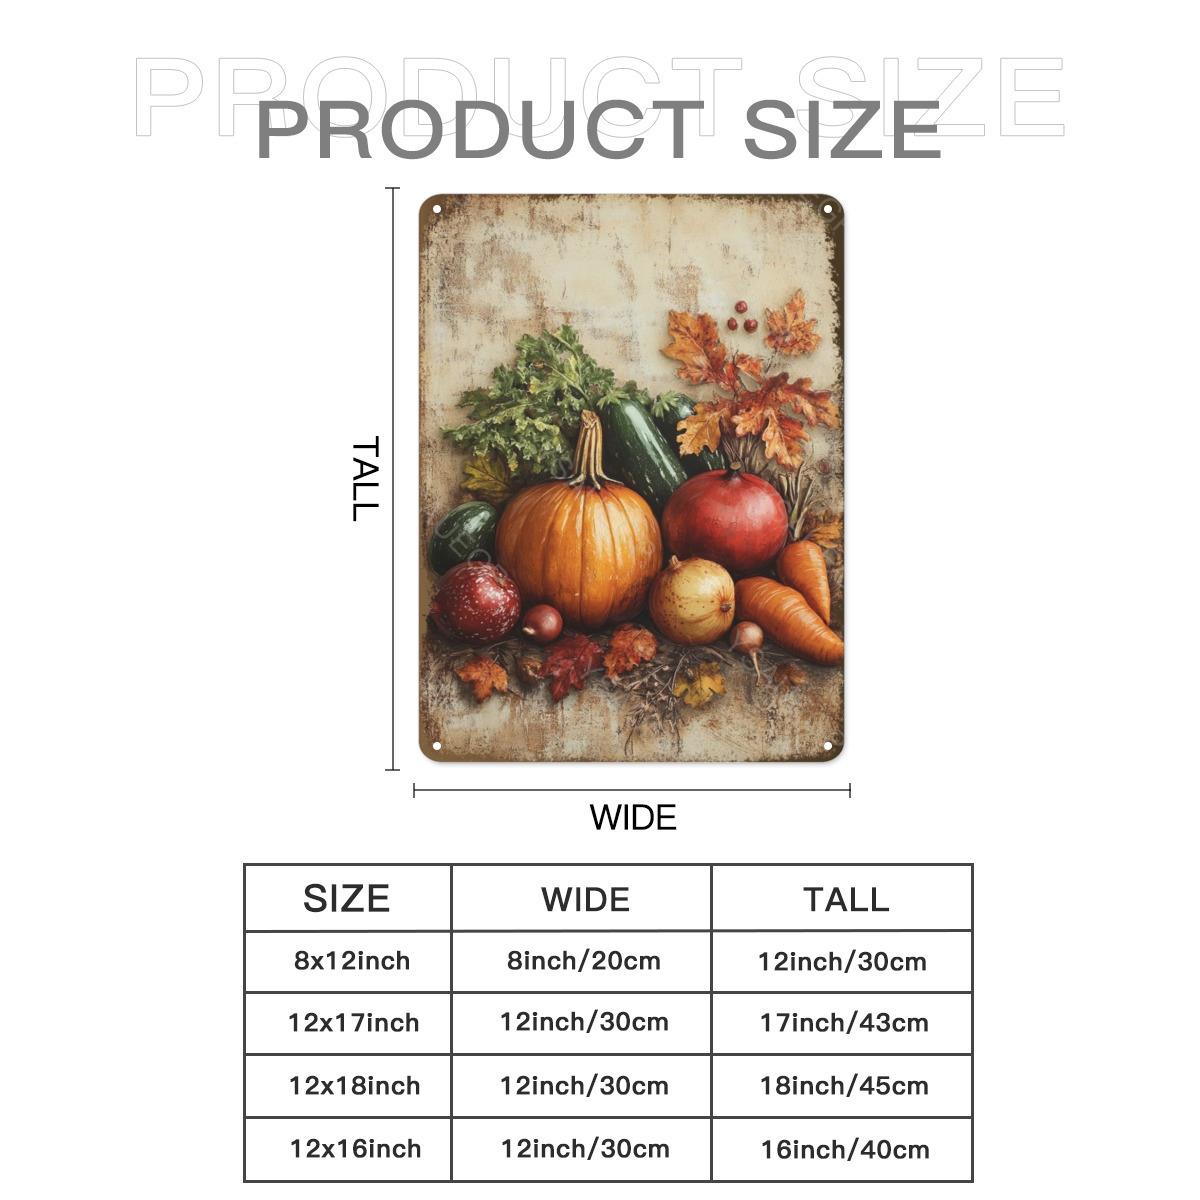 PRODUCT SIZE
PRODUCT SIZE
TALL
WIDE
SIZE WIDE TALL
8x12inch 8inch/20cm 12inch/30cm
12x17inch 12inch/30cm 17inch/43cm
12x18inch 12inch/30cm 18inch/45cm
12x16inch 12inch/30cm 16inch/40cm